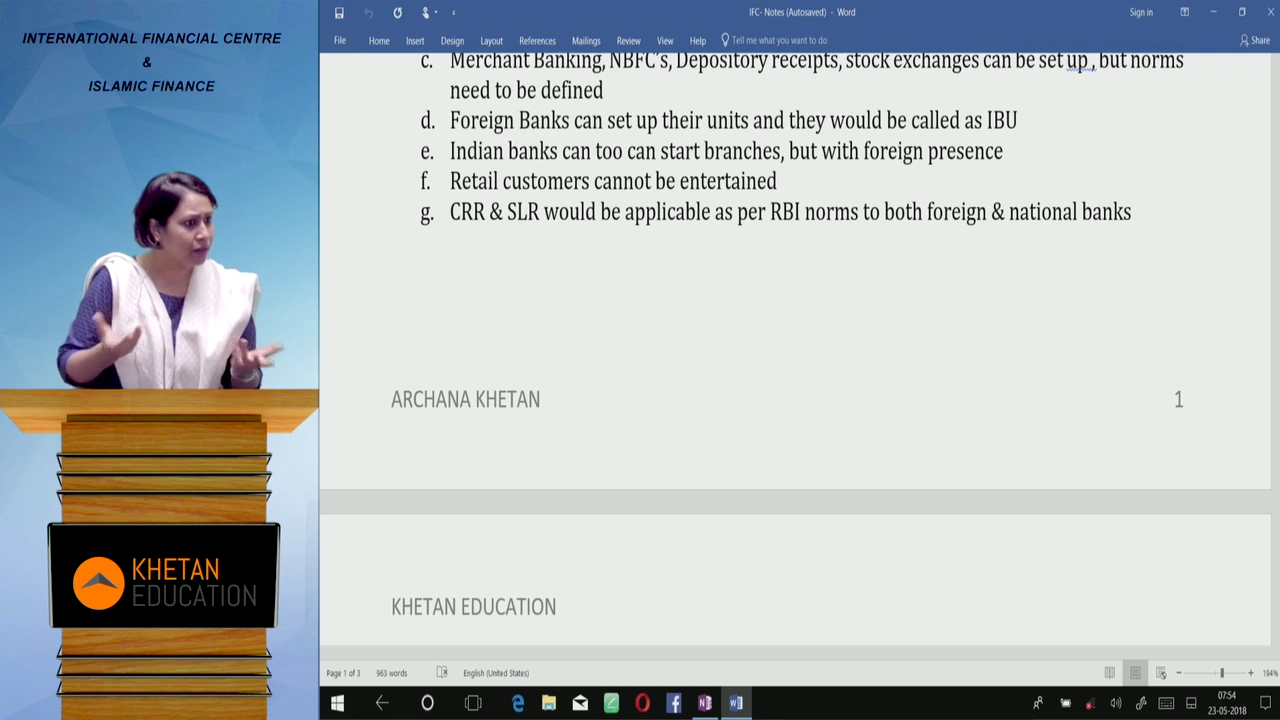 INTERNATIONAL FINANCIAL CENTRE
&
ISLAMIC FINANCE
KHETAN
EDUCATION
IFC- Notes (Autosaved) - Word
Sign in
File Home Insert Design Layout References Mailings Review View Help Tell me what you want to do
Share
c. Merchant Banking, NBFC's, Depository receipts, stock exchanges can be set up , but norms
need to be defined
d. Foreign Banks can set up their units and they would be called as IBU
e. Indian banks can too can start branches, but with foreign presence
f. Retail customers cannot be entertained
g. CRR & SLR would be applicable as per RBI norms to both foreign & national banks
ARCHANA KHETAN 1
KHETAN EDUCATION
Page 1 of 3 963 words English (United States) 194%
07:54
23-05-2018